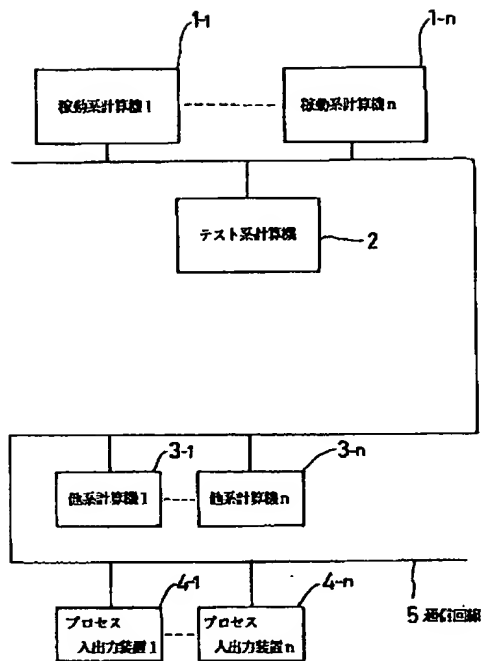 1-1
1-n
稼動系計算機1
稼動系計算機n
テスト系計算機
2
3-1
3-n
他系計算機1
他系計算機n
4-1
4-n
5 通信回線
プロセス
入出力装置1
プロセス
入出力装置n